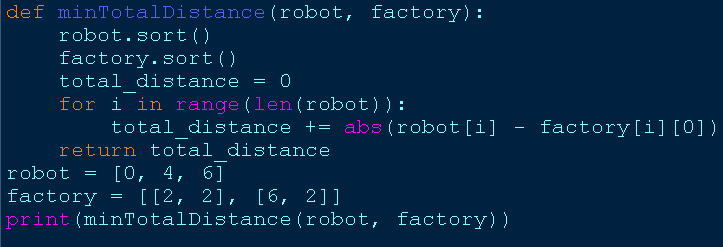 def minTotalDistance(robot, factory):
    robot.sort()
    factory.sort()
    total_distance = 0
    for i in range(len(robot)):
        total_distance += abs(robot[i] - factory[i][0])
    return total_distance
robot = [0, 4, 6]
factory = [[2, 2], [6, 2]]
print(minTotalDistance(robot, factory))